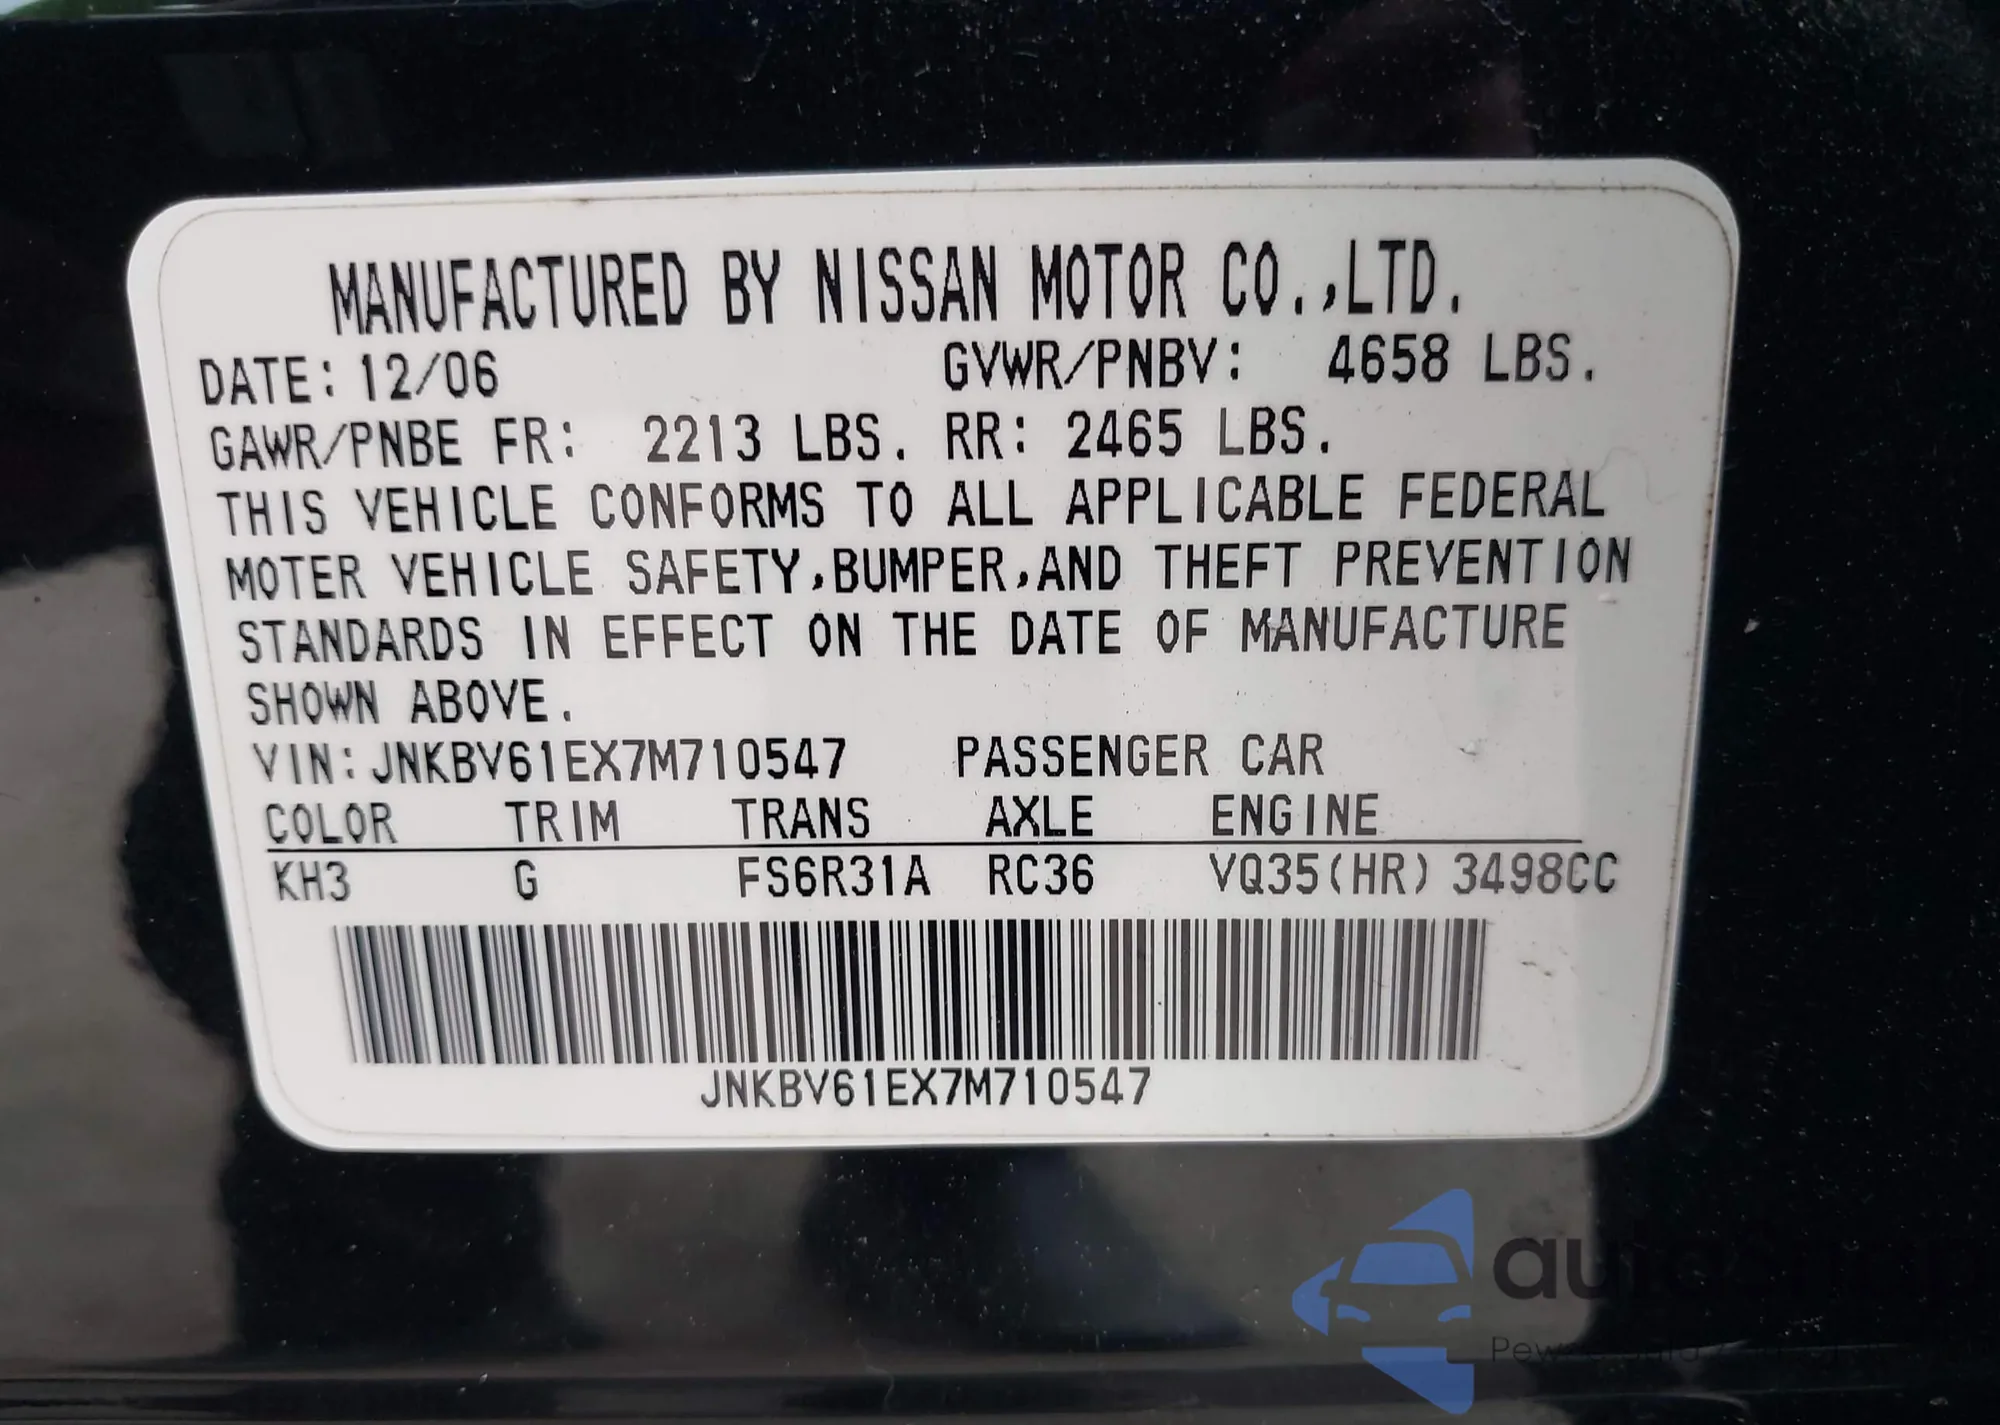 MANUFACTURED BY NISSAN MOTOR CO.,LTD.
DATE: 12/06 GVWR/PNBV: 4658 LBS.
GAWR/PNBE FR: 2213 LBS. RR: 2465 LBS.
THIS VEHICLE CONFORMS TO ALL APPLICABLE FEDERAL
MOTER VEHICLE SAFETY,BUMPER,AND THEFT PREVENTION
STANDARDS IN EFFECT ON THE DATE OF MANUFACTURE
SHOWN ABOVE.
VIN: JNKBV61EX7M710547 PASSENGER CAR
COLOR TRIM TRANS AXLE ENGINE
KH3 G FS6R31A RC36 VQ35(HR) 3498CC
JNKBV61EX7M710547